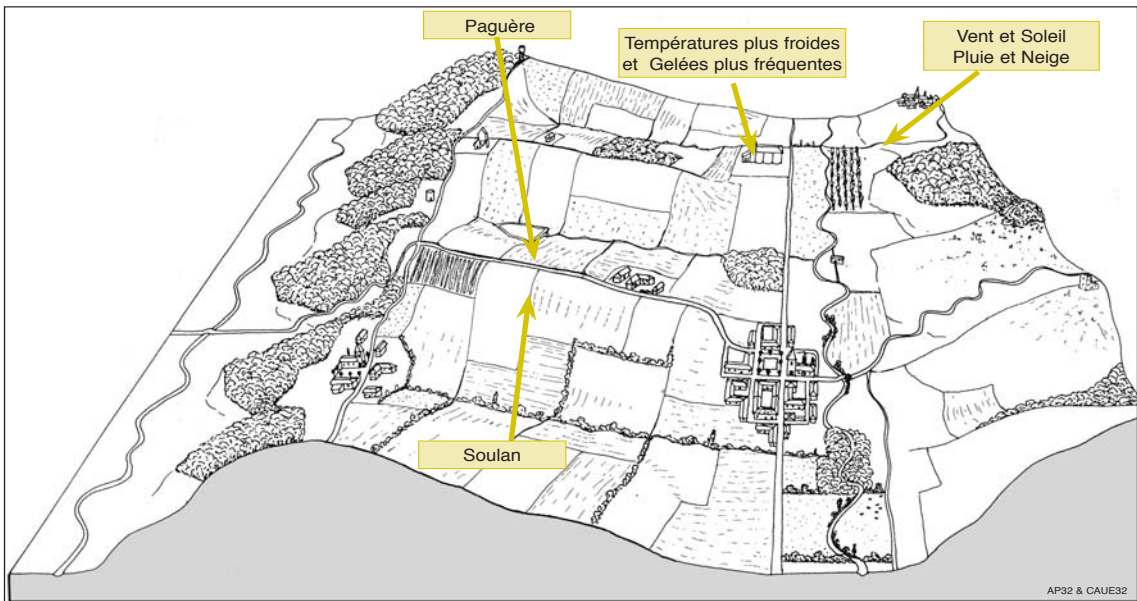 Paguère
Températures plus froides
et Gelées plus fréquentes
Vent et Soleil
Pluie et Neige
Soulan
AP32 & CAUE32